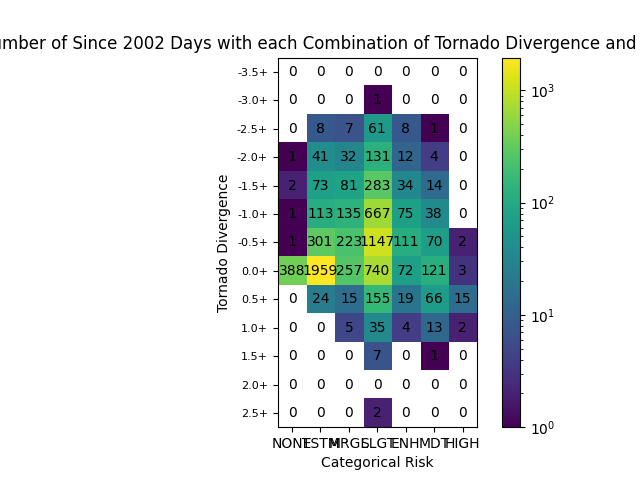 umber of Since 2002 Days with each Combination of Tornado Divergence and
-3.5+ 0 0 0 0 0 0 0
-3.0+ 0 0 0 1 0 0 0
-2.5+ 0 8 7 61 8 1 0
-2.0+ 1 41 32 131 12 4 0
-1.5+ 2 73 81 283 34 14 0
-1.0+ 1 113 135 667 75 38 0
-0.5+ 1 301 223 1147 111 70 2
0.0+ 388 1959 257 740 72 121 3
0.5+ 0 24 15 155 19 66 15
1.0+ 0 0 5 35 4 13 2
1.5+ 0 0 0 7 0 1 0
2.0+ 0 0 0 0 0 0 0
2.5+ 0 0 0 2 0 0 0
NONE TSTM MRGL SLGT ENH MDT HIGH
Categorical Risk
Tornado Divergence
10³
10²
10¹
10⁰